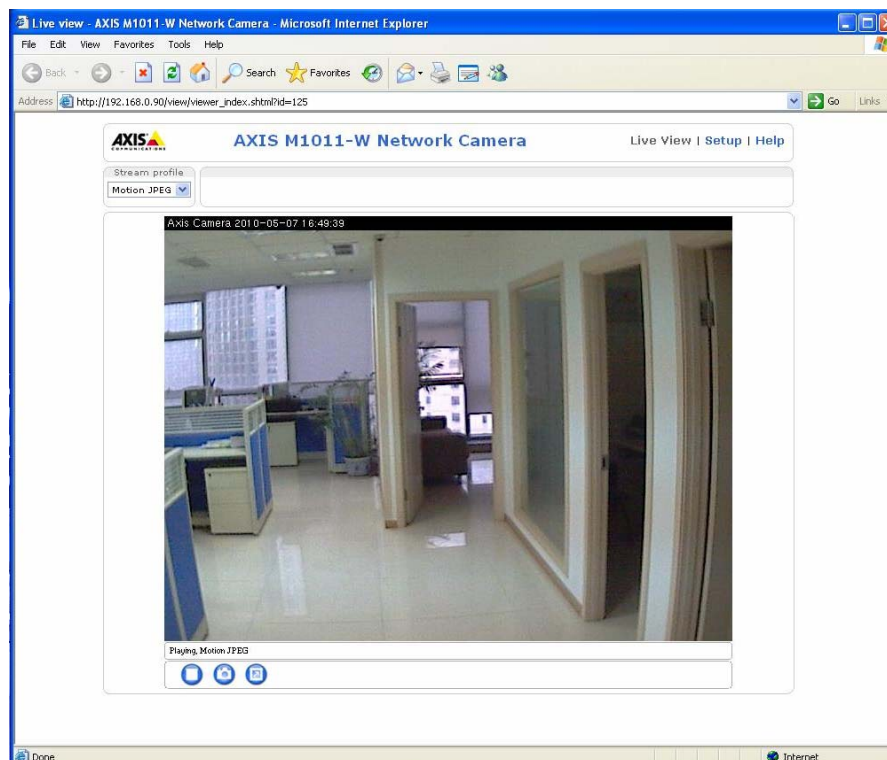 Live view - AXIS M1011-W Network Camera - Microsoft Internet Explorer
File Edit View Favorites Tools Help
Back Search Favorites
Address http://192.168.0.90/view/viewer_index.shtml?id=125 Go Links
AXIS
COMMUNICATIONS
AXIS M1011-W Network Camera
Live View | Setup | Help
Stream profile
Motion JPEG
Axis Camera 2010-05-07 16:49:39
Playing, Motion JPEG
Done Internet